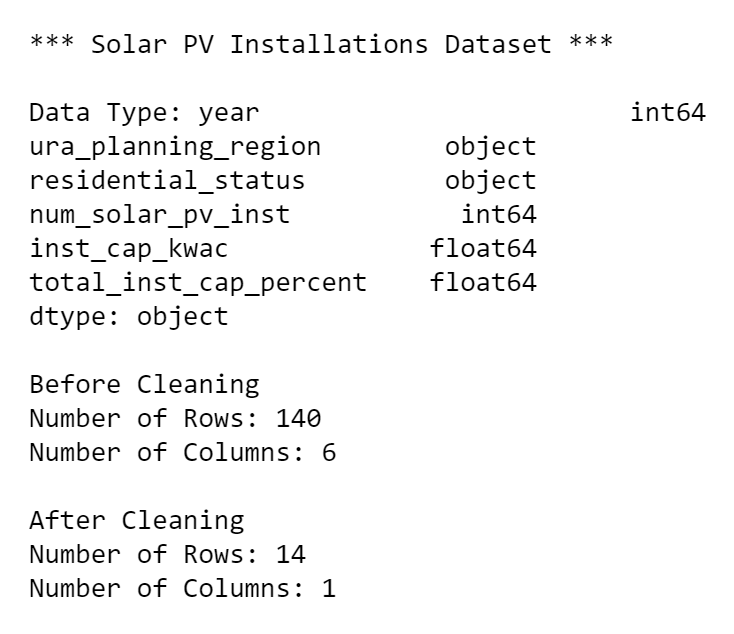 *** Solar PV Installations Dataset ***
Data Type: year                        int64
ura_planning_region        object
residential_status         object
num_solar_pv_inst           int64
inst_cap_kwac             float64
total_inst_cap_percent    float64
dtype: object
Before Cleaning
Number of Rows: 140
Number of Columns: 6
After Cleaning
Number of Rows: 14
Number of Columns: 1